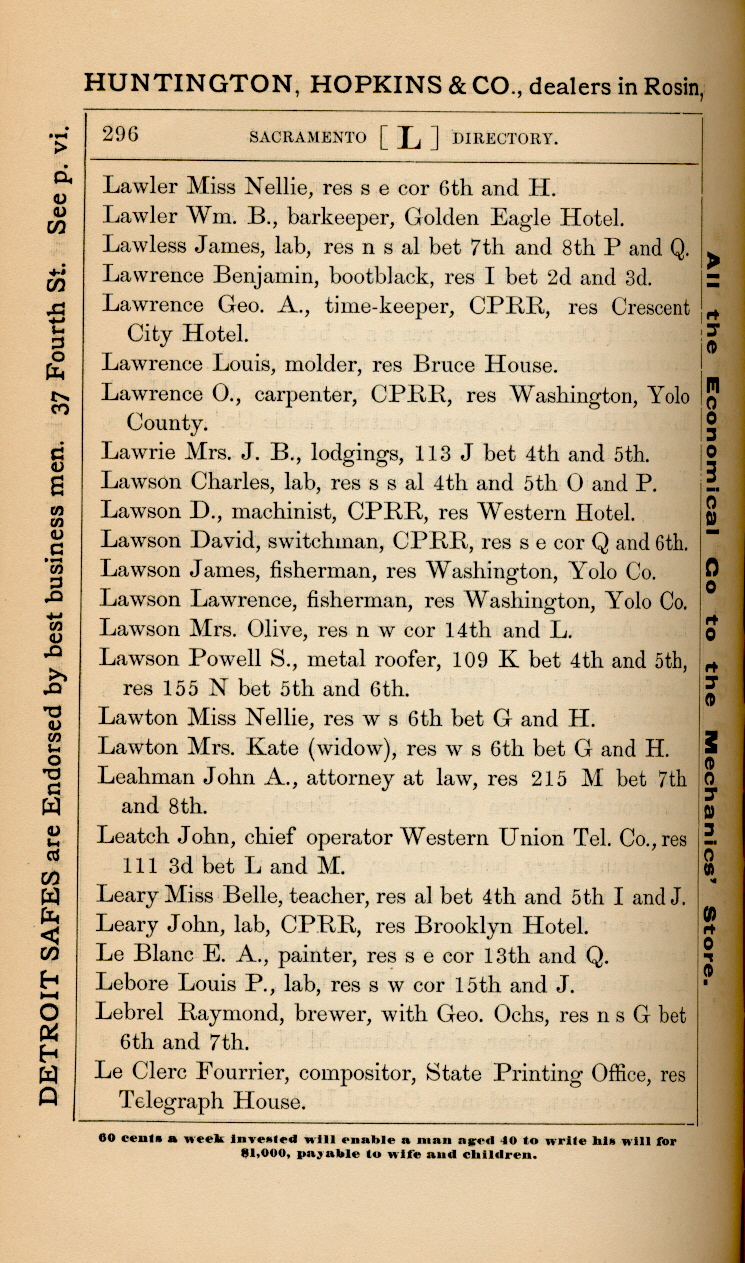 HUNTINGTON, HOPKINS & CO., dealers in Rosin,
296 SACRAMENTO [ L ] DIRECTORY.
Lawler Miss Nellie, res s e cor 6th and H.
Lawler Wm. B., barkeeper, Golden Eagle Hotel.
Lawless James, lab, res n s al bet 7th and 8th P and Q.
Lawrence Benjamin, bootblack, res I bet 2d and 3d.
Lawrence Geo. A., time-keeper, CPRR, res Crescent
City Hotel.
Lawrence Louis, molder, res Bruce House.
Lawrence O., carpenter, CPRR, res Washington, Yolo
County.
Lawrie Mrs. J. B., lodgings, 113 J bet 4th and 5th.
Lawson Charles, lab, res s s al 4th and 5th O and P.
Lawson D., machinist, CPRR, res Western Hotel.
Lawson David, switchman, CPRR, res s e cor Q and 6th.
Lawson James, fisherman, res Washington, Yolo Co.
Lawson Lawrence, fisherman, res Washington, Yolo Co.
Lawson Mrs. Olive, res n w cor 14th and L.
Lawson Powell S., metal roofer, 109 K bet 4th and 5th,
res 155 N bet 5th and 6th.
Lawton Miss Nellie, res w s 6th bet G and H.
Lawton Mrs. Kate (widow), res w s 6th bet G and H.
Leahman John A., attorney at law, res 215 M bet 7th
and 8th.
Leatch John, chief operator Western Union Tel. Co., res
111 3d bet L and M.
Leary Miss Belle, teacher, res al bet 4th and 5th I and J.
Leary John, lab, CPRR, res Brooklyn Hotel.
Le Blanc E. A., painter, res s e cor 13th and Q.
Lebore Louis P., lab, res s w cor 15th and J.
Lebrel Raymond, brewer, with Geo. Ochs, res n s G bet
6th and 7th.
Le Clerc Fourrier, compositor, State Printing Office, res
Telegraph House.
60 cents a week invested will enable a man aged 40 to write his will for
$1,000, payable to wife and children.
DETROIT SAFES are Endorsed by best business men. 37 Fourth St. See p. vi.
All the Economical Go to the Mechanics' Store.